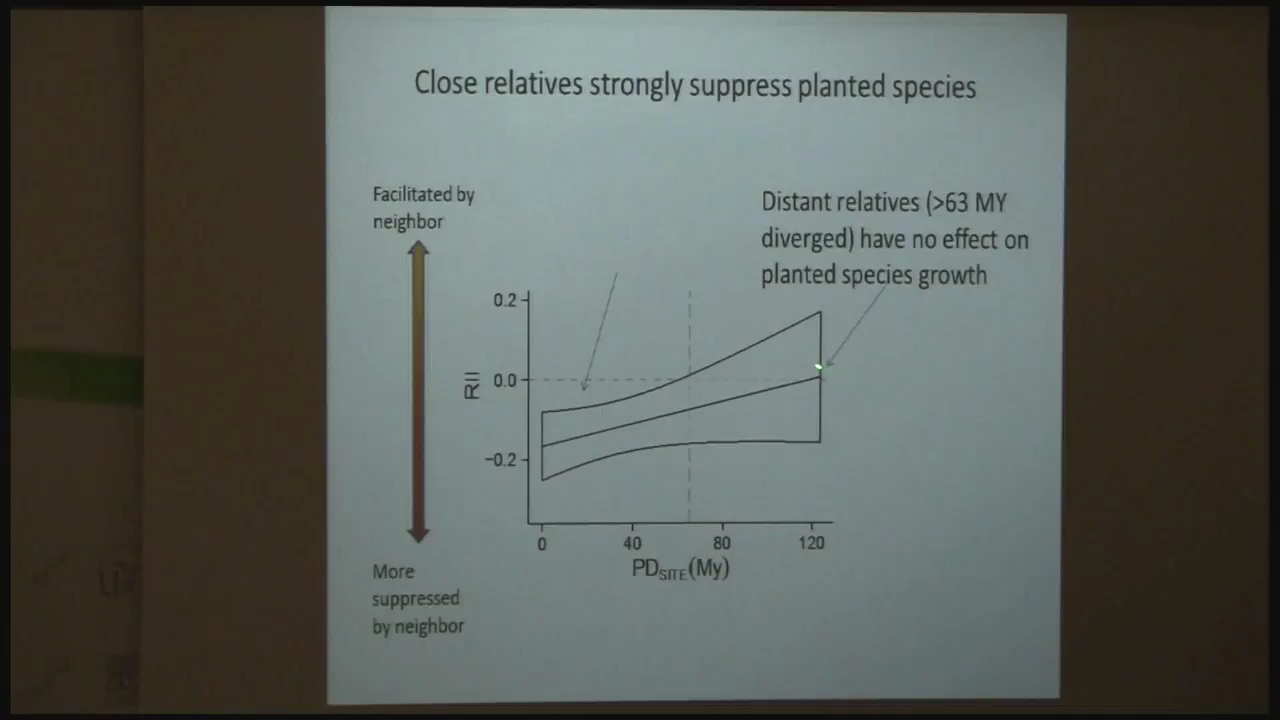 Close relatives strongly suppress planted species
Facilitated by
neighbor
Distant relatives (>63 MY
diverged) have no effect on
planted species growth
0.2
0.0
−0.2
RII
0
40
80
120
PDSITE(My)
More
suppressed
by neighbor